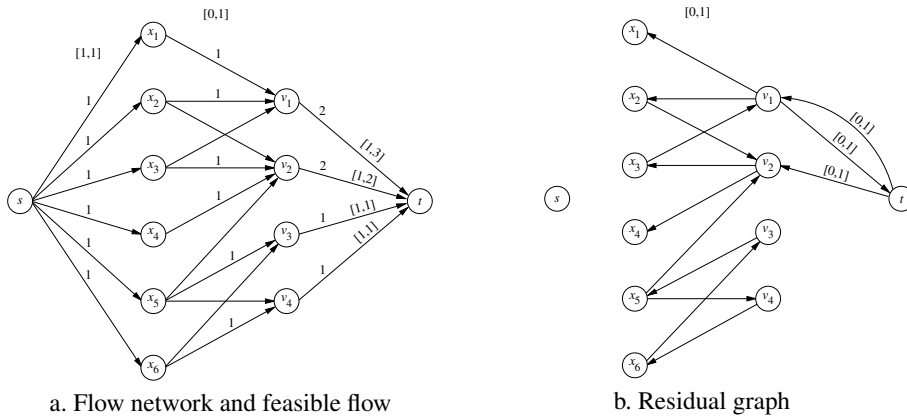 [0,1]
[1,1]
x1
1
1
x2
1
1
v1
2
[1,3]
1
x3
1
1
v2
2
[1,2]
s
1
x4
1
[1,1]
t
1
v3
1
[1,1]
1
x5
1
v4
1
1
x6
a. Flow network and feasible flow
[0,1]
x1
x2
v1
[0,1]
[0,1]
x3
v2
[0,1]
s
t
x4
v3
x5
v4
x6
b. Residual graph